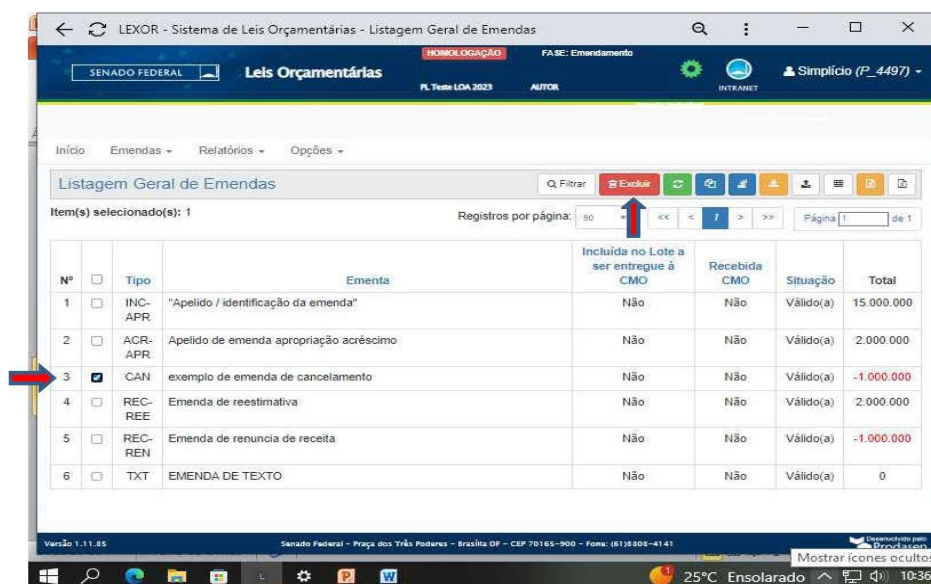 LEXOR - Sistema de Leis Orçamentárias - Listagem Geral de Emendas
HOMOLOGAÇÃO FASE: Emendamento
SENADO FEDERAL Leis Orçamentárias Simplício (P_4497)
PL Teste LOA 2023 AUTOR INTRANET
Início Emendas Relatórios Opções
Listagem Geral de Emendas Filtrar Excluir
Item(s) selecionado(s): 1 Registros por página: 50 << < 1 > >> Página 1 de 1
Nº Tipo Ementa Incluída no Lote a ser entregue à CMO Recebida CMO Situação Total
1 INC-APR "Apelido / identificação da emenda" Não Não Válido(a) 15.000.000
2 ACR-APR Apelido de emenda apropriação acréscimo Não Não Válido(a) 2.000.000
3 CAN exemplo de emenda de cancelamento Não Não Válido(a) -1.000.000
4 REC-REE Emenda de reestimativa Não Não Válido(a) 2.000.000
5 REC-REN Emenda de renuncia de receita Não Não Válido(a) -1.000.000
6 TXT EMENDA DE TEXTO Não Não Válido(a) 0
Versão 1.11.85 Senado Federal - Praça dos Três Poderes - Brasília DF - CEP 70165-900 - Fone: (61)3303-4141 Desenvolvido pelo Prodasen
Mostrar ícones ocultos
25°C Ensolarado 10:36